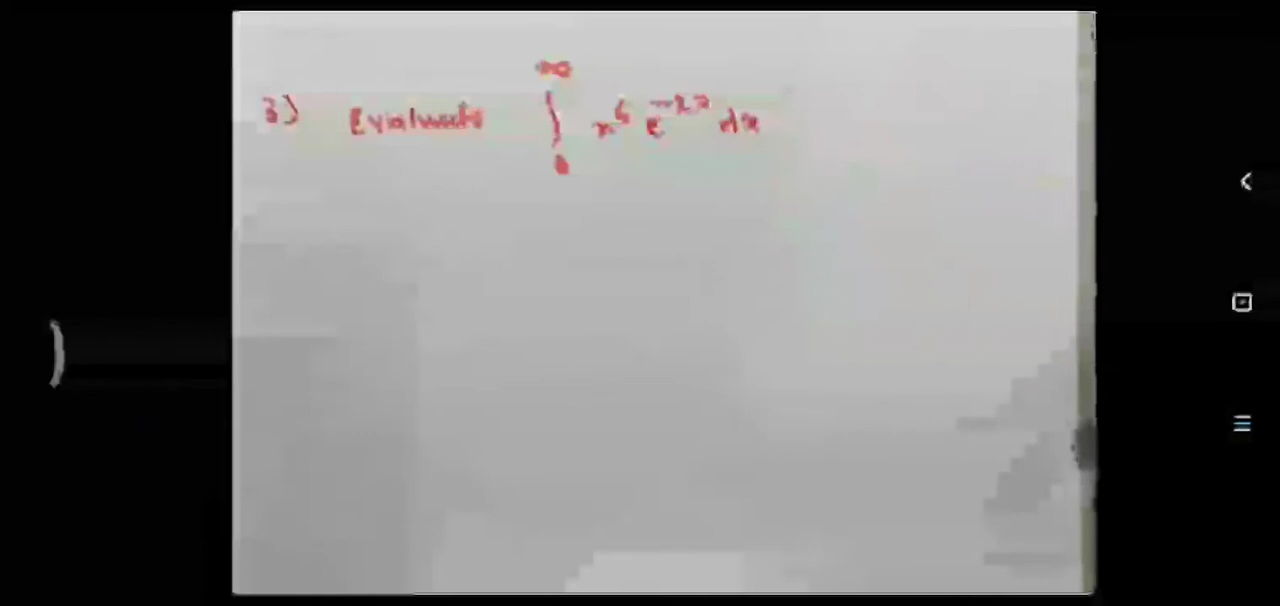 3) Evaluate ∫₀^∞ x⁶ e⁻²ˣ dx